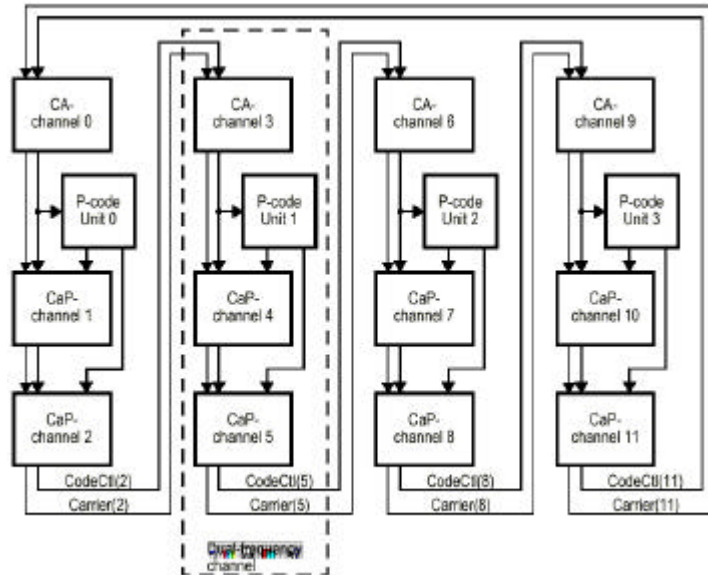 CA-
channel 0
CA-
channel 3
CA-
channel 6
CA-
channel 9
P-code
Unit 0
P-code
Unit 1
P-code
Unit 2
P-code
Unit 3
CaP-
channel 1
CaP-
channel 4
CaP-
channel 7
CaP-
channel 10
CaP-
channel 2
CaP-
channel 5
CaP-
channel 8
CaP-
channel 11
CodeCtl(2)
CodeCtl(5)
CodeCtl(8)
CodeCtl(11)
Carrier(2)
Carrier(5)
Carrier(8)
Carrier(11)
Dual-frequency
channel